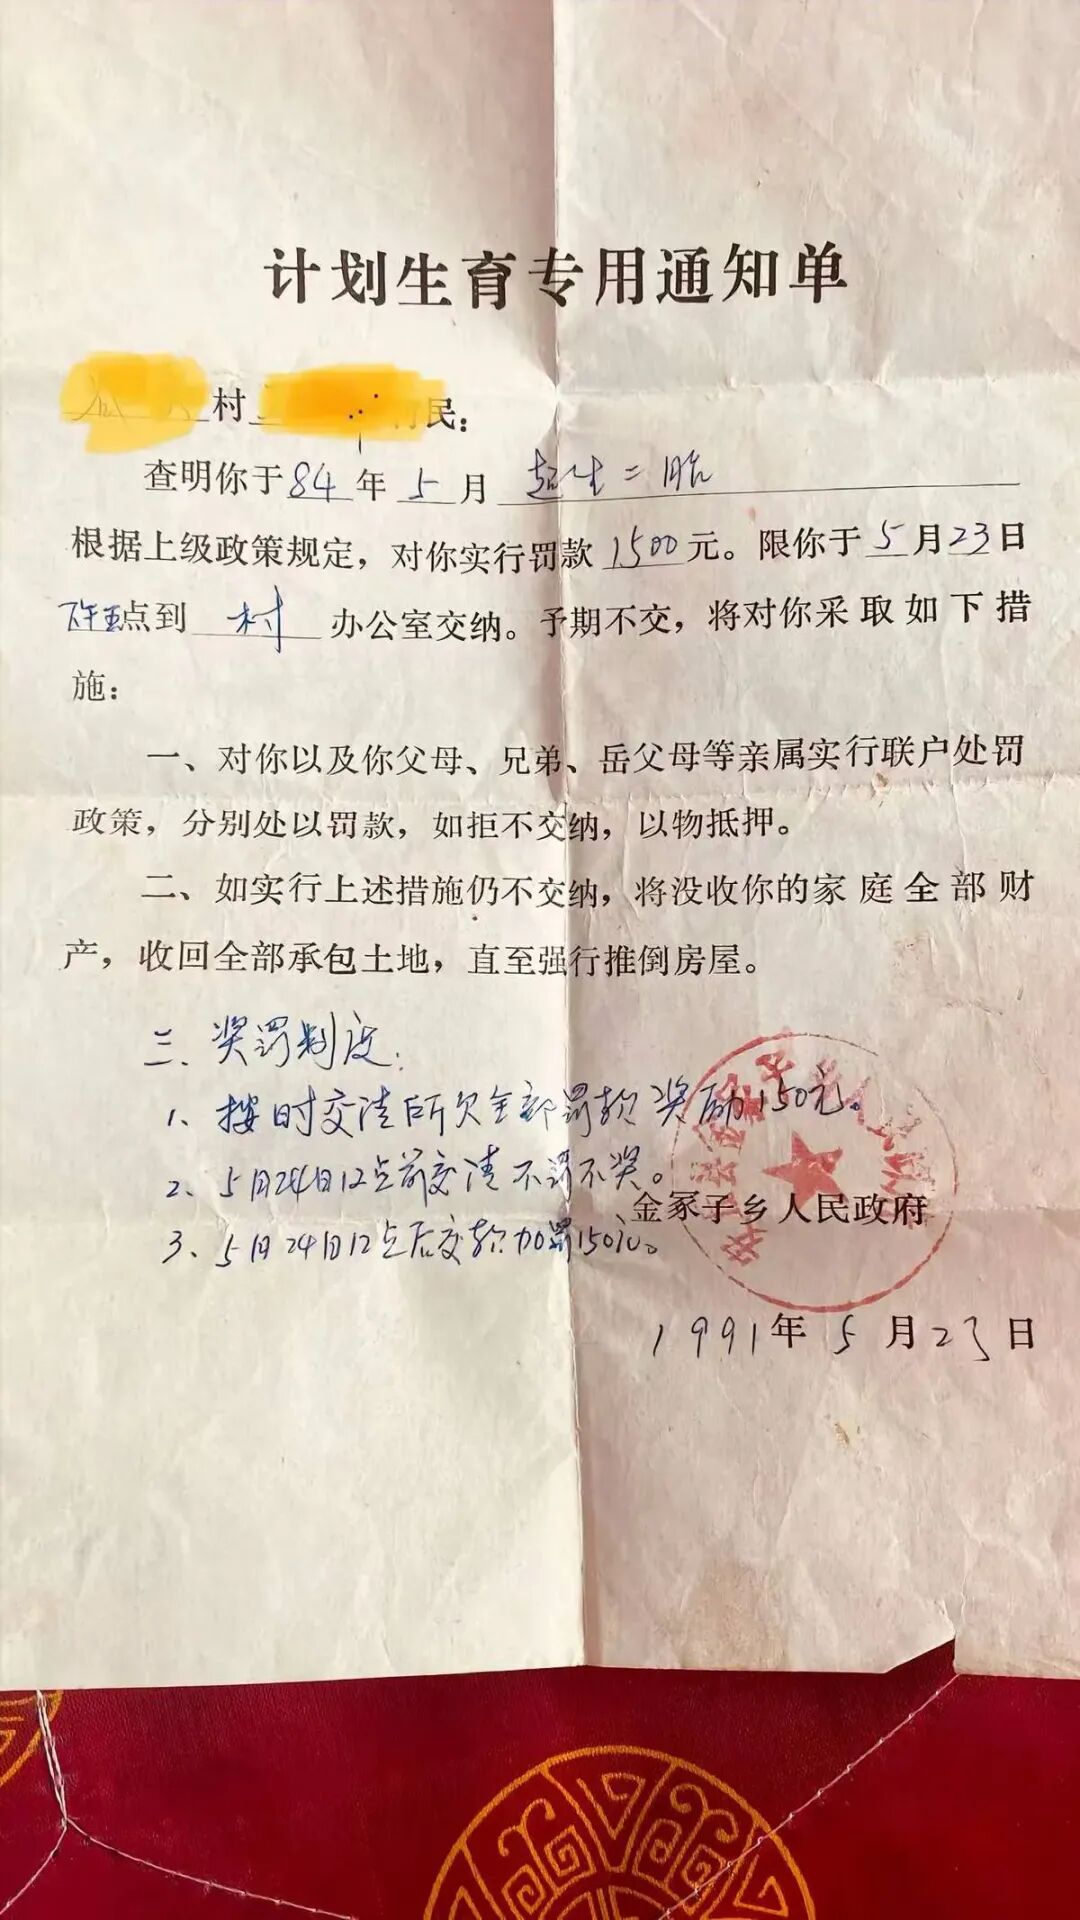 计划生育专用通知单
村 民：
查明你于84年5月超生二胎
根据上级政策规定，对你实行罚款1500元。限你于5月23日
下午五点到村办公室交纳。予期不交，将对你采取如下措
施：
一、对你以及你父母、兄弟、岳父母等亲属实行联户处罚
政策，分别处以罚款，如拒不交纳，以物抵押。
二、如实行上述措施仍不交纳，将没收你的家庭全部财
产，收回全部承包土地，直至强行推倒房屋。
三、奖罚制度：
1、按时交清所欠全部罚款奖励150元。
2、5月24日12点前交清不罚不奖。
3、5月24日12点后交款加罚150元。
金冢子乡人民政府
1991年5月23日